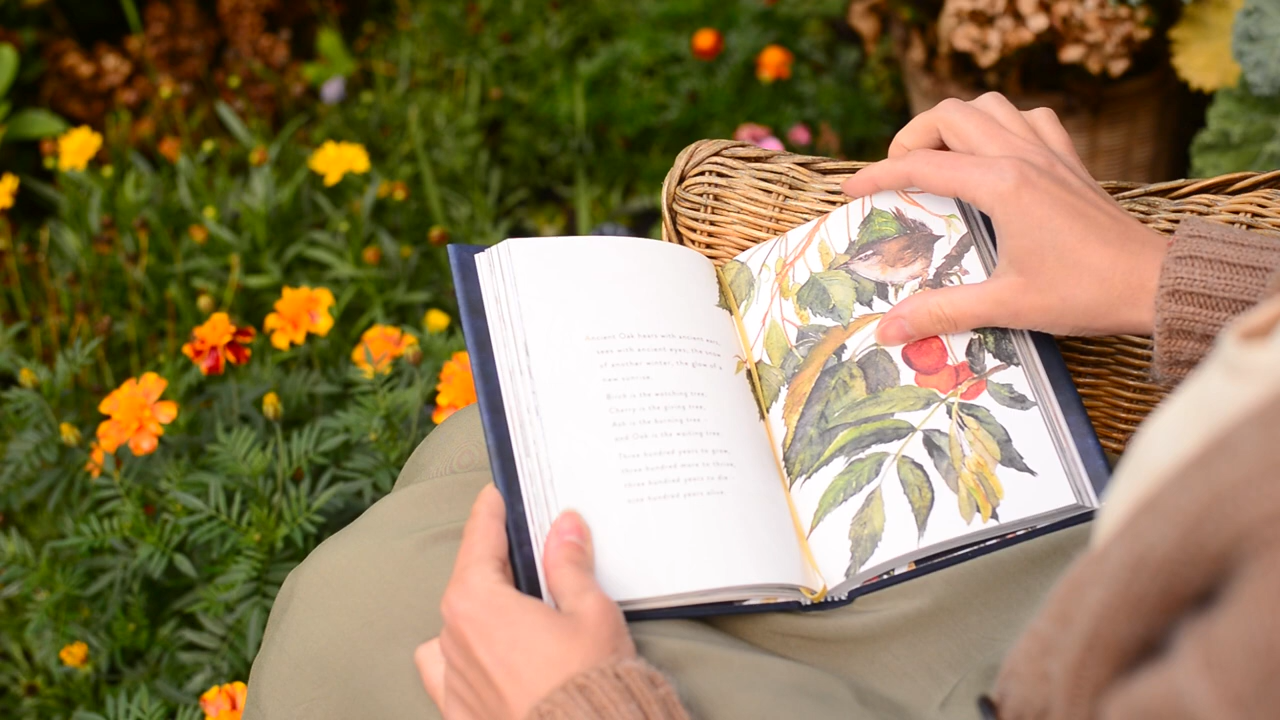 Ancient Oak hears with ancient ears,
sees with ancient eyes, the snow
of another winter, the glow of a
new sunrise.
Birch is the watching tree,
Cherry is the giving tree,
Ash is the burning tree
and Oak is the waiting tree.
Three hundred years to grow,
three hundred more to thrive,
three hundred years to die
nine hundred years alive.